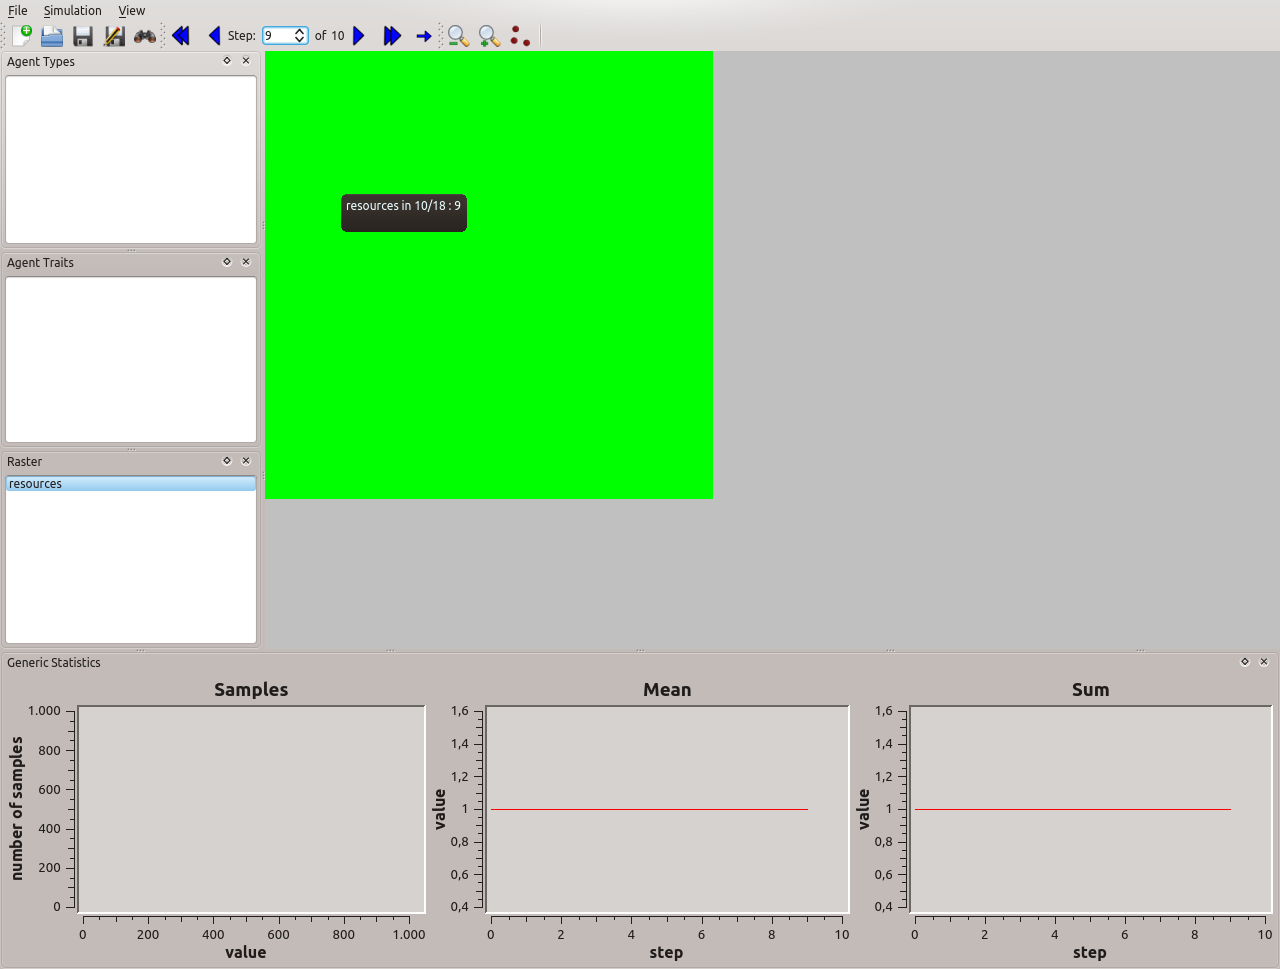 File Simulation View
Step: 9 of 10
Agent Types
resources in 10/18 : 9
Agent Traits
Raster
resources
Generic Statistics
Samples
1.000
800
600
400
200
0
number of samples
0 200 400 600 800 1.000
value
Mean
1,6
1,4
1,2
1
0,8
0,6
0,4
value
0 2 4 6 8 10
step
Sum
1,6
1,4
1,2
1
0,8
0,6
0,4
value
0 2 4 6 8 10
step